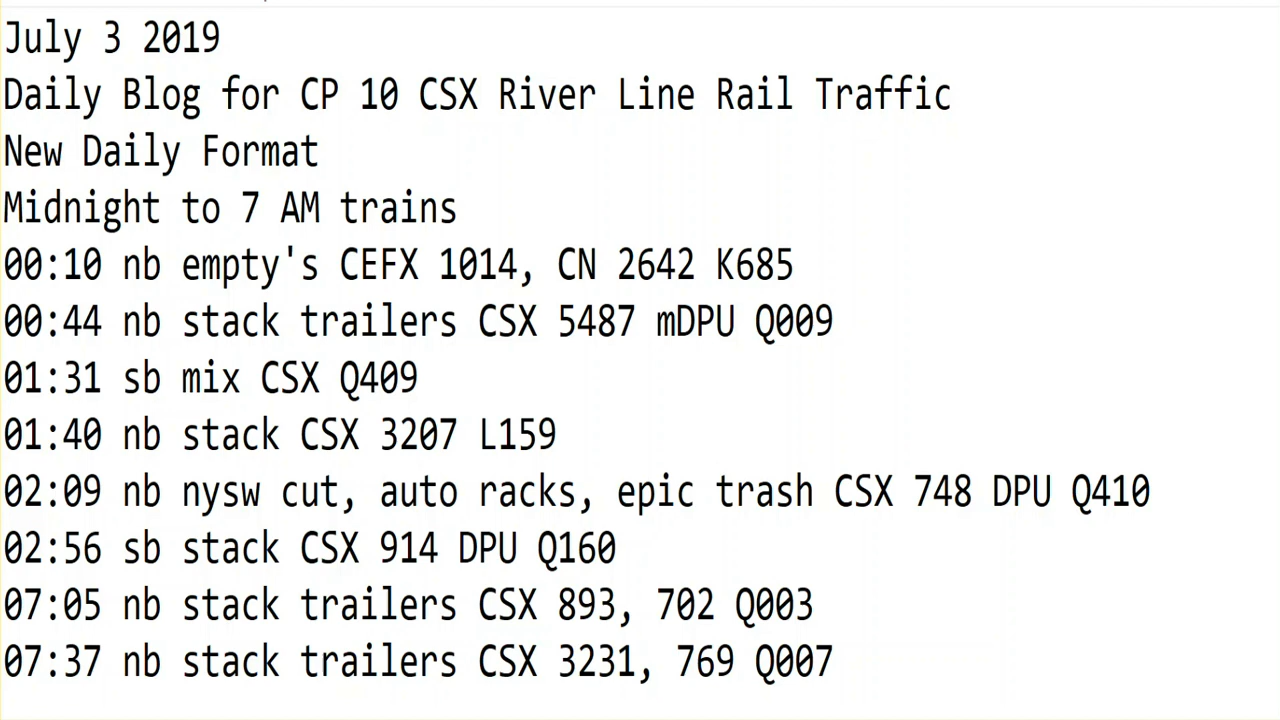 July 3 2019
Daily Blog for CP 10 CSX River Line Rail Traffic
New Daily Format
Midnight to 7 AM trains
00:10 nb empty's CEFX 1014, CN 2642 K685
00:44 nb stack trailers CSX 5487 mDPU Q009
01:31 sb mix CSX Q409
01:40 nb stack CSX 3207 L159
02:09 nb nysw cut, auto racks, epic trash CSX 748 DPU Q410
02:56 sb stack CSX 914 DPU Q160
07:05 nb stack trailers CSX 893, 702 Q003
07:37 nb stack trailers CSX 3231, 769 Q007